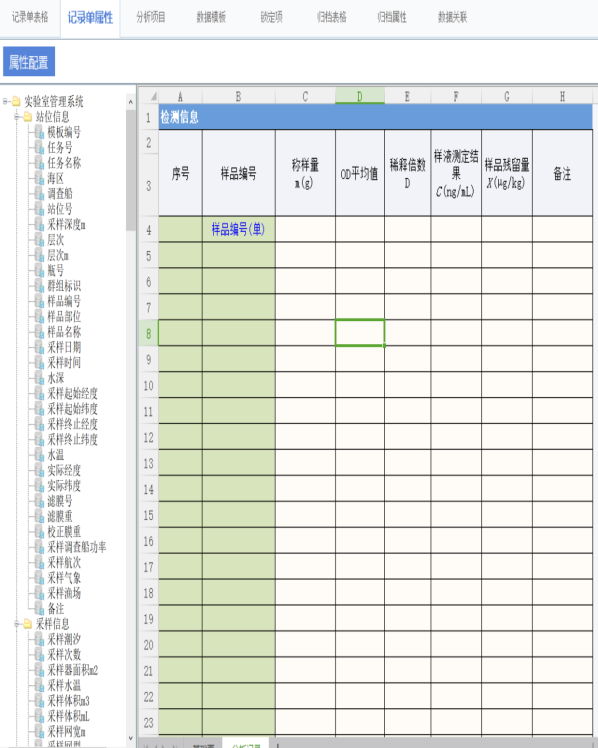 记录单表格 记录单属性 分析项目 数据模板 锁定项 归档表格 归档属性 数据关联
属性配置
实验室管理系统
站位信息
模板编号
任务号
任务名称
海区
调查船
站位号
采样深度m
层次
层次m
瓶号
群组标识
样品编号
样品部位
样品名称
采样日期
采样时间
水深
采样起始经度
采样起始纬度
采样终止经度
采样终止纬度
水温
实际经度
实际纬度
滤膜号
滤膜重
校正膜重
采样调查船功率
采样航次
采样气象
采样渔场
备注
采样信息
采样潮汐
采样次数
采样器面积m2
采样水温
采样体积m3
采样体积mL
采样网宽m
A B C D E F G H
1 检测信息
2
3
序号 样品编号 称样量 m(g) OD平均值 稀释倍数 D 样液测定结果 C(ng/mL) 样品残留量 X(μg/kg) 备注
4 样品编号(单)
5
6
7
8
9
10
11
12
13
14
15
16
17
18
19
20
21
22
23